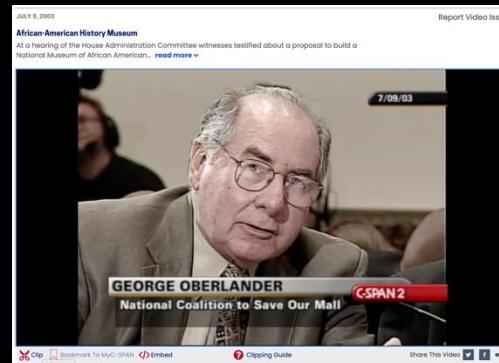 JULY 9, 2003
Report Video Iss
African-American History Museum
At a hearing of the House Administration Committee witnesses testified about a proposal to build a
National Museum of African American... read more
7/09/03
GEORGE OBERLANDER
National Coalition to Save Our Mall
C-SPAN 2
Clip Bookmark To MyC-SPAN </> Embed Clipping Guide Share This Video